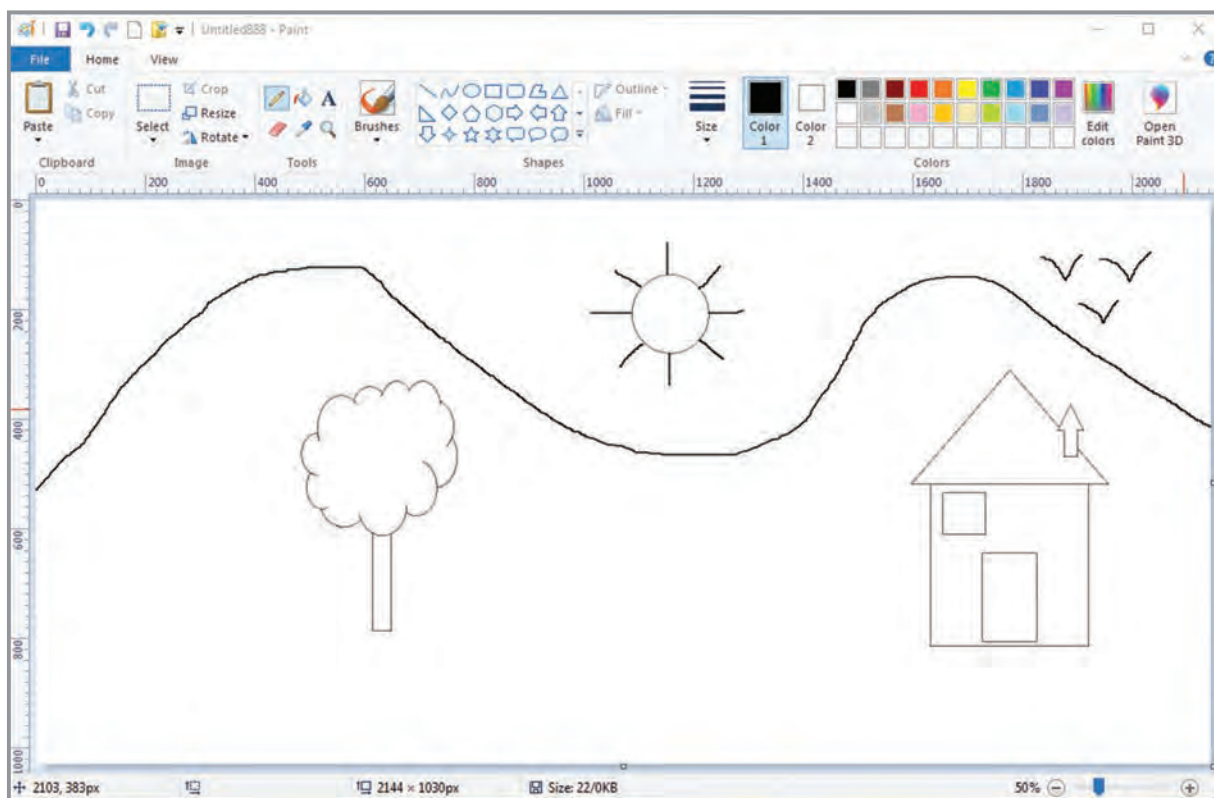 Untitled888 - Paint
File Home View
Cut Crop Outline
Copy Resize Fill
Paste Select Rotate Brushes Size Color 1 Color 2 Edit colors Open Paint 3D
A
Clipboard Image Tools Shapes Colors
0 200 400 600 800 1000 1200 1400 1600 1800 2000
0
200
400
600
800
1000
2103, 383px 2144 × 1030px Size: 22/0KB 50%